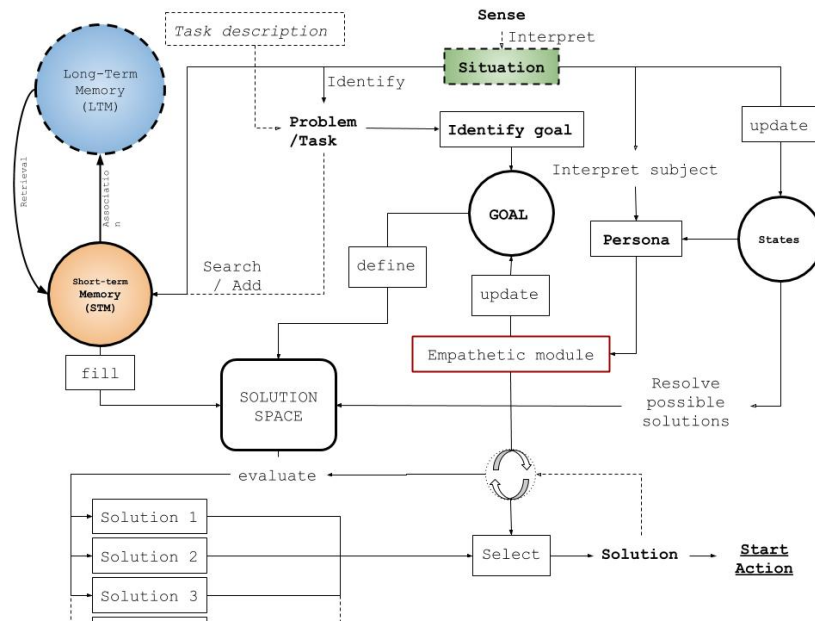 Sense
Task description
Interpret
Long-Term
Memory
(LTM)
Situation
Identify
Problem
/Task
Identify goal
update
Retrieval
Associatio
n
Interpret subject
GOAL
Persona
States
define
Search
/ Add
Short-term
Memory
(STM)
update
Empathetic module
fill
SOLUTION
SPACE
Resolve
possible
solutions
evaluate
Solution 1
Solution 2
Select
Solution
Start
Action
Solution 3